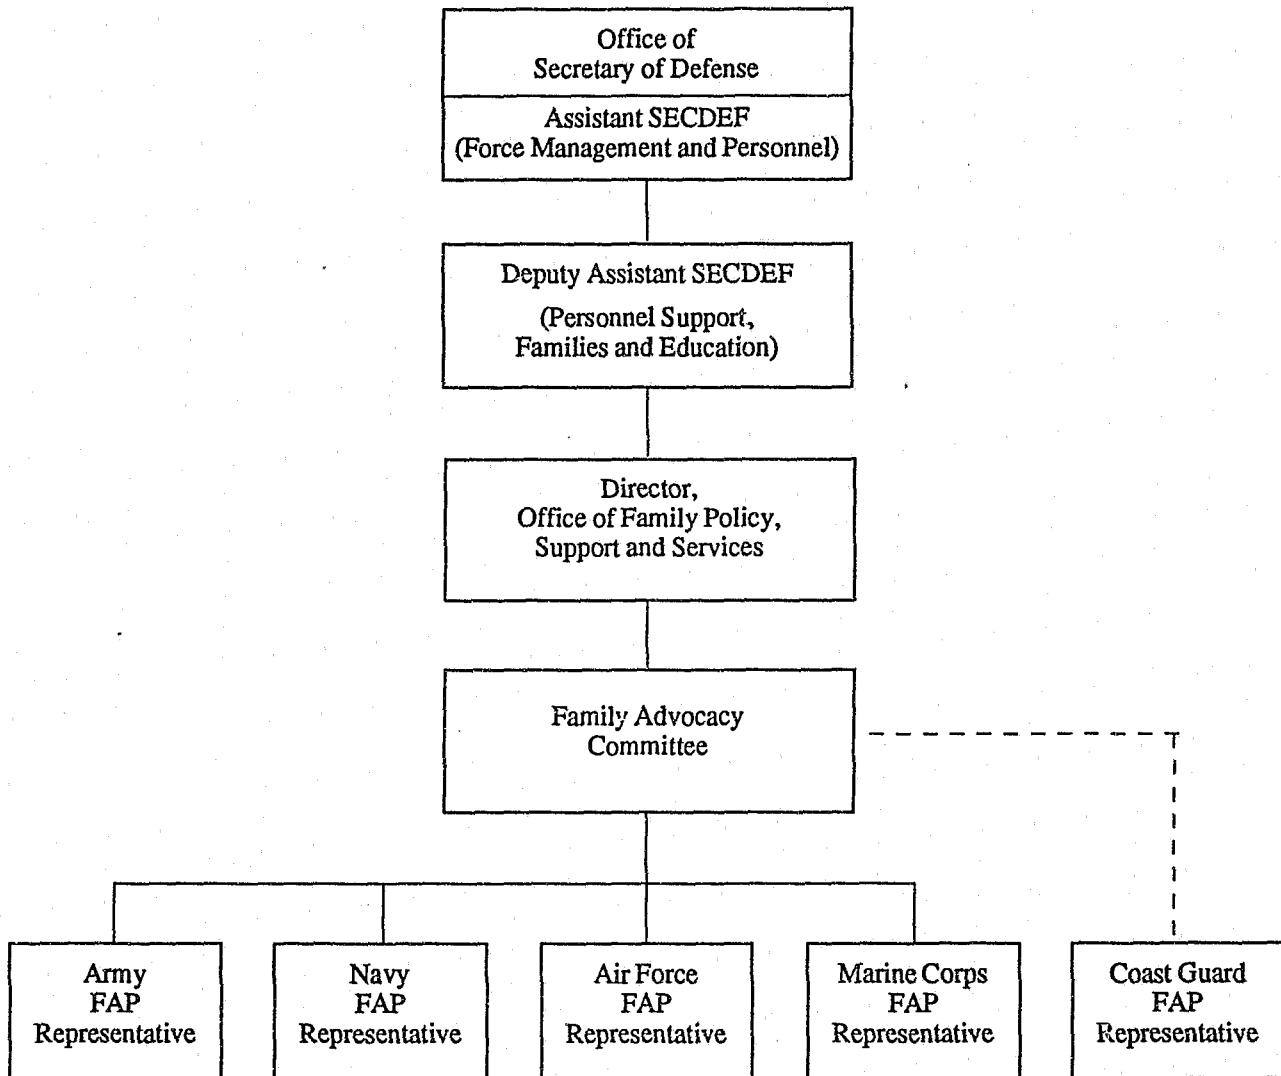 Office of
Secretary of Defense
Assistant SECDEF
(Force Management and Personnel)
Deputy Assistant SECDEF
(Personnel Support,
Families and Education)
Director,
Office of Family Policy,
Support and Services
Family Advocacy
Committee
Army
FAP
Representative
Navy
FAP
Representative
Air Force
FAP
Representative
Marine Corps
FAP
Representative
Coast Guard
FAP
Representative